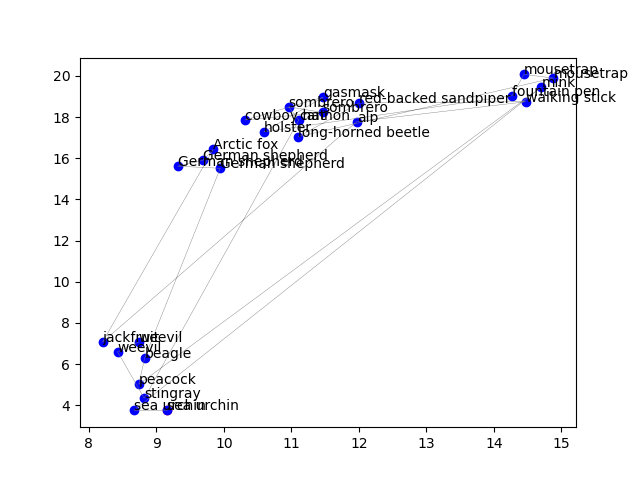 mousetrap
mousetrap
mink
fountain pen
walking stick
gasmask
sombrero
red-backed sandpiper
sombrero
cowboy hat
alp
holster
long-horned beetle
Arctic fox
German shepherd
German shepherd
German shepherd
jackfruit
weevil
weevil
beagle
peacock
stingray
sea urchin
sea urchin
20
18
16
14
12
10
8
6
4
8
9
10
11
12
13
14
15